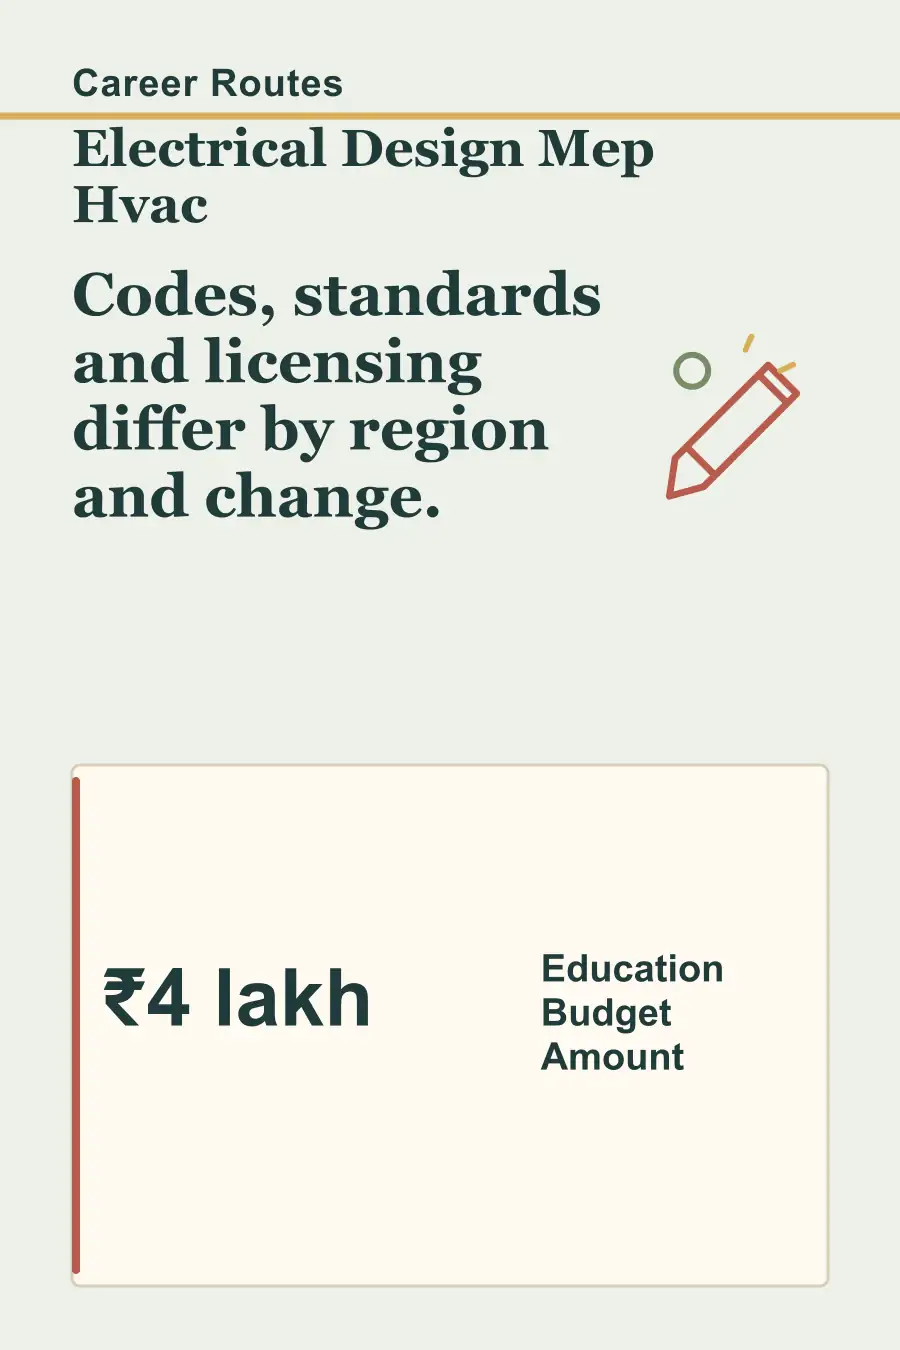 Career Routes
Electrical Design Mep
Hvac
Codes, standards
and licensing
differ by region
and change.
₹4 lakh
Education
Budget
Amount